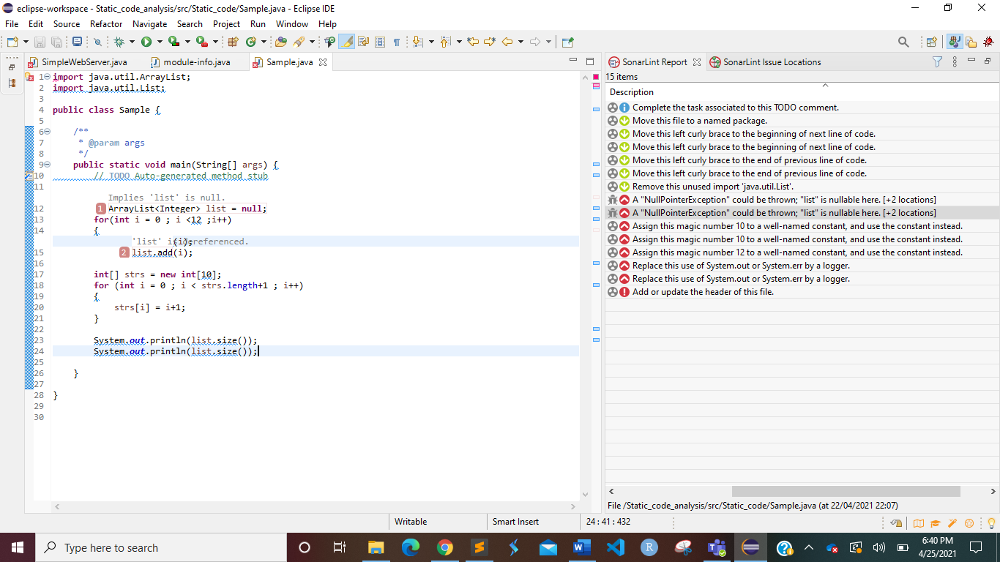 eclipse-workspace - Static_code_analysis/src/Static_code/Sample.java - Eclipse IDE
File Edit Source Refactor Navigate Search Project Run Window Help
SimpleWebServer.java module-info.java Sample.java
1 import java.util.ArrayList;
2 import java.util.List;
3
4 public class Sample {
5
6 /**
7 * @param args
8 */
9 public static void main(String[] args) {
10 // TODO Auto-generated method stub
11
Implies 'list' is null.
12 1 ArrayList<Integer> list = null;
13 for(int i = 0 ; i <12 ;i++)
14 {
'list' is dereferenced.
15 2 list.add(i);
16
17 int[] strs = new int[10];
18 for (int i = 0 ; i < strs.length+1 ; i++)
19 {
20 strs[i] = i+1;
21 }
22
23 System.out.println(list.size());
24 System.out.println(list.size());
25
26 }
27
28 }
29
30
SonarLint Report SonarLint Issue Locations
15 items
Description
Complete the task associated to this TODO comment.
Move this file to a named package.
Move this left curly brace to the beginning of next line of code.
Move this left curly brace to the beginning of next line of code.
Move this left curly brace to the end of previous line of code.
Move this left curly brace to the end of previous line of code.
Remove this unused import 'java.util.List'.
A "NullPointerException" could be thrown; "list" is nullable here. [+2 locations]
A "NullPointerException" could be thrown; "list" is nullable here. [+2 locations]
Assign this magic number 10 to a well-named constant, and use the constant instead.
Assign this magic number 10 to a well-named constant, and use the constant instead.
Assign this magic number 12 to a well-named constant, and use the constant instead.
Replace this use of System.out or System.err by a logger.
Replace this use of System.out or System.err by a logger.
Add or update the header of this file.
File /Static_code_analysis/src/Static_code/Sample.java (at 22/04/2021 22:07)
Writable Smart Insert 24 : 41 : 432
Type here to search
6:40 PM
4/25/2021